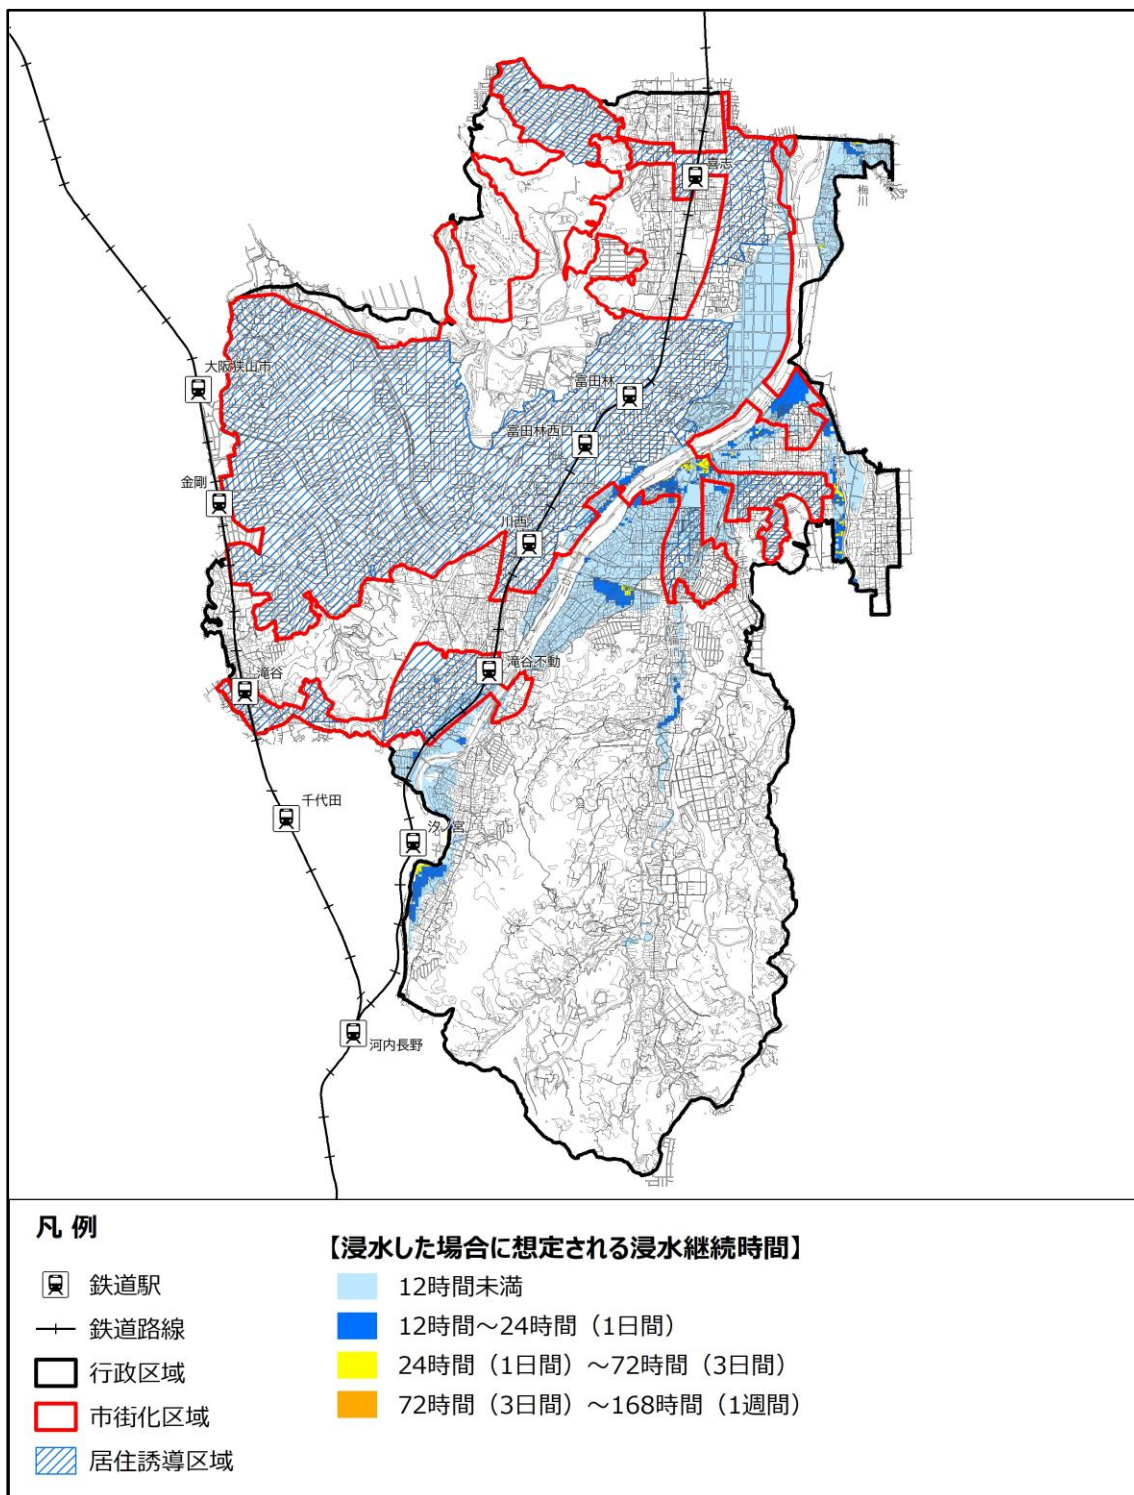 喜志
梅川
石川
大阪狭山市
富田林
富田林西口
金剛
川西
滝谷不動
滝谷
千代田
汐ノ宮
河内長野
凡 例
鉄道駅
鉄道路線
行政区域
市街化区域
居住誘導区域
【浸水した場合に想定される浸水継続時間】
12時間未満
12時間～24時間（1日間）
24時間（1日間）～72時間（3日間）
72時間（3日間）～168時間（1週間）